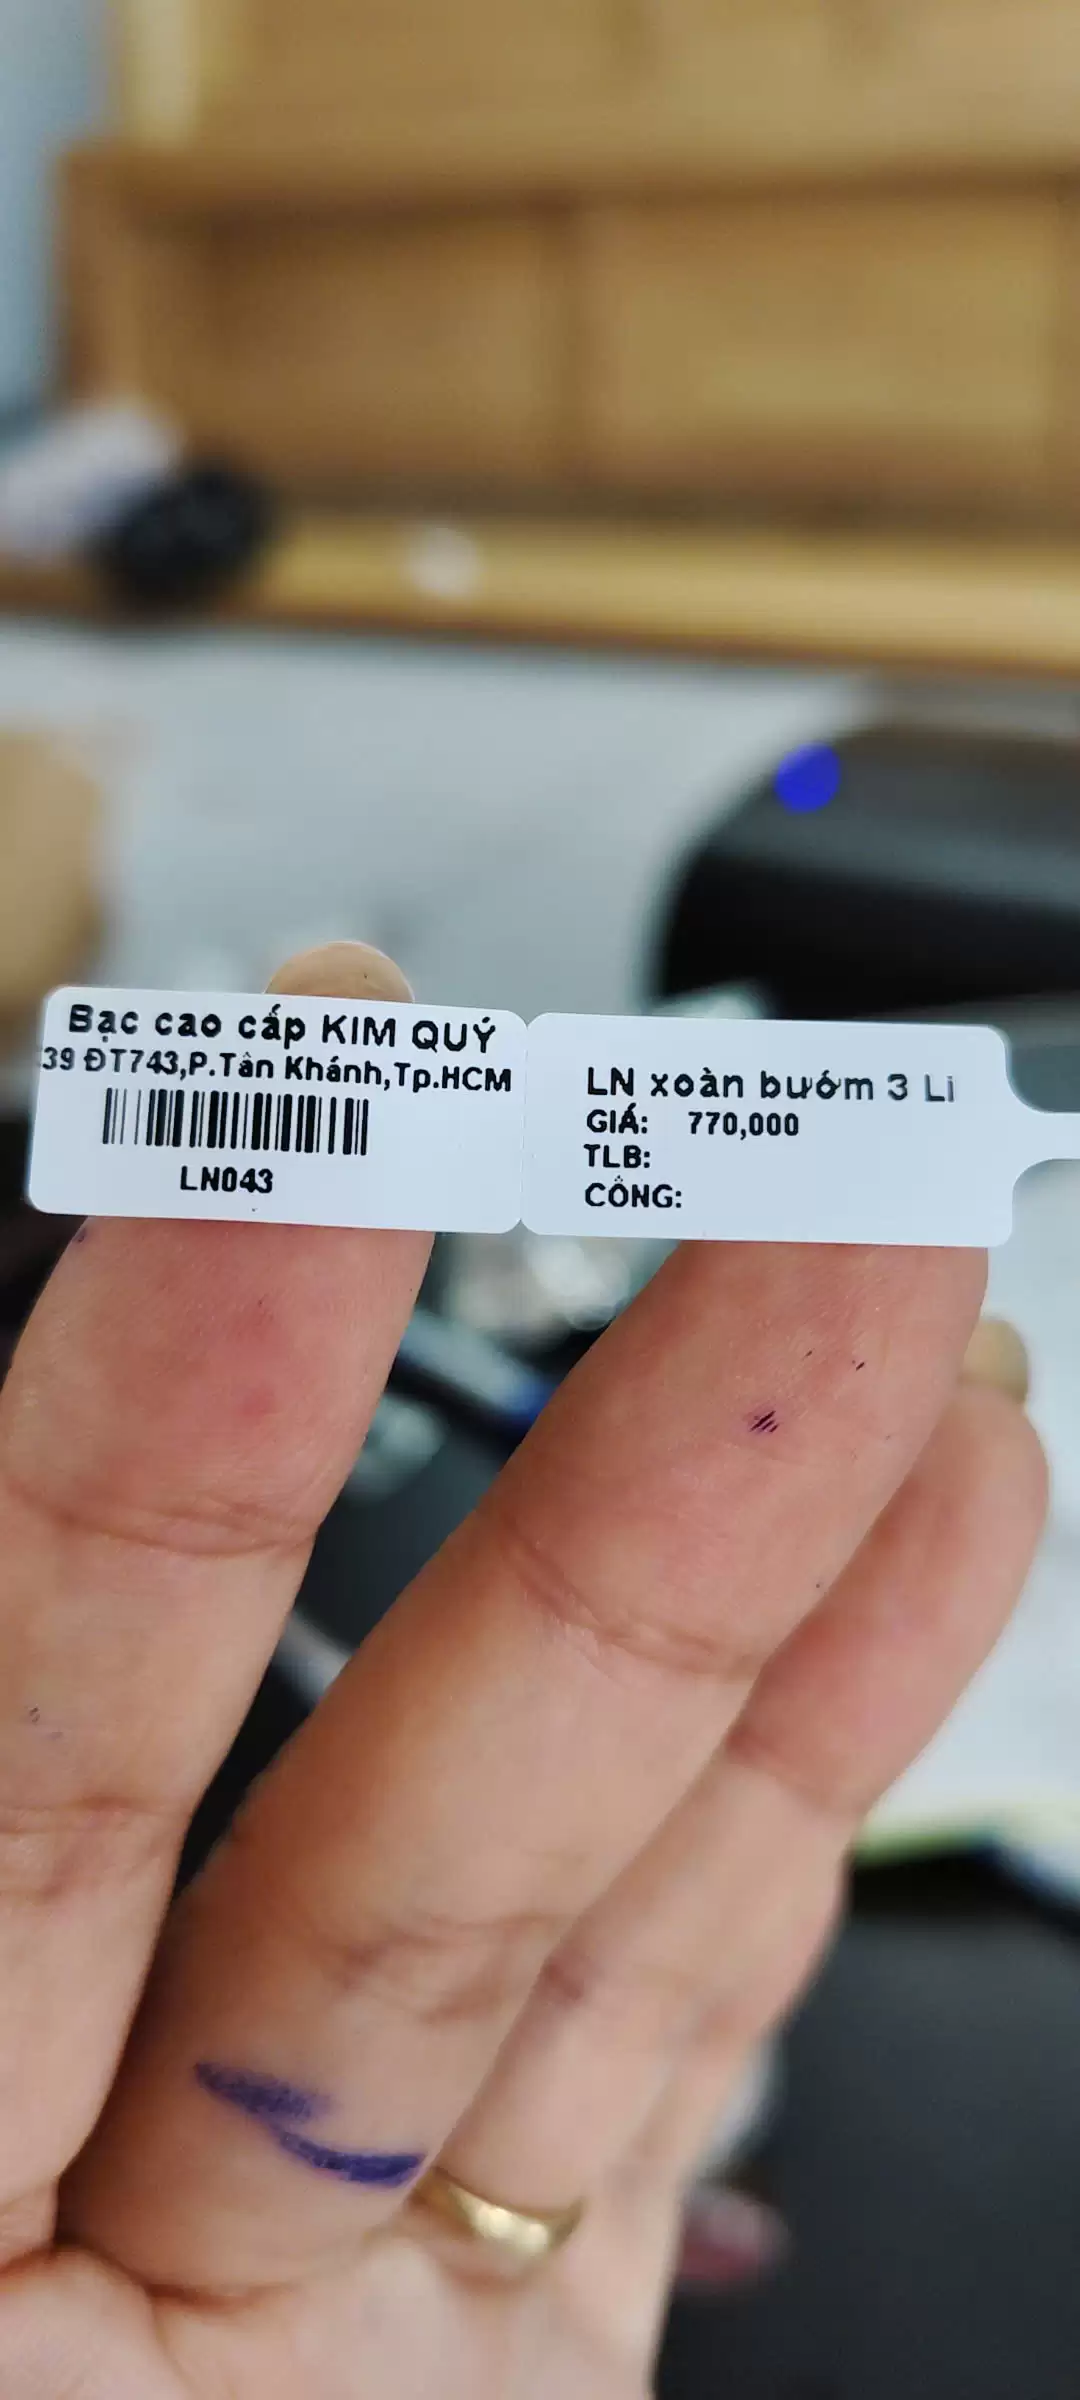 Bạc cao cấp KIM QUÝ
39 ĐT743,P.Tân Khánh,Tp.HCM
LN043
LN xoàn bướm 3 Li
GIÁ: 770,000
TLB:
CÔNG: